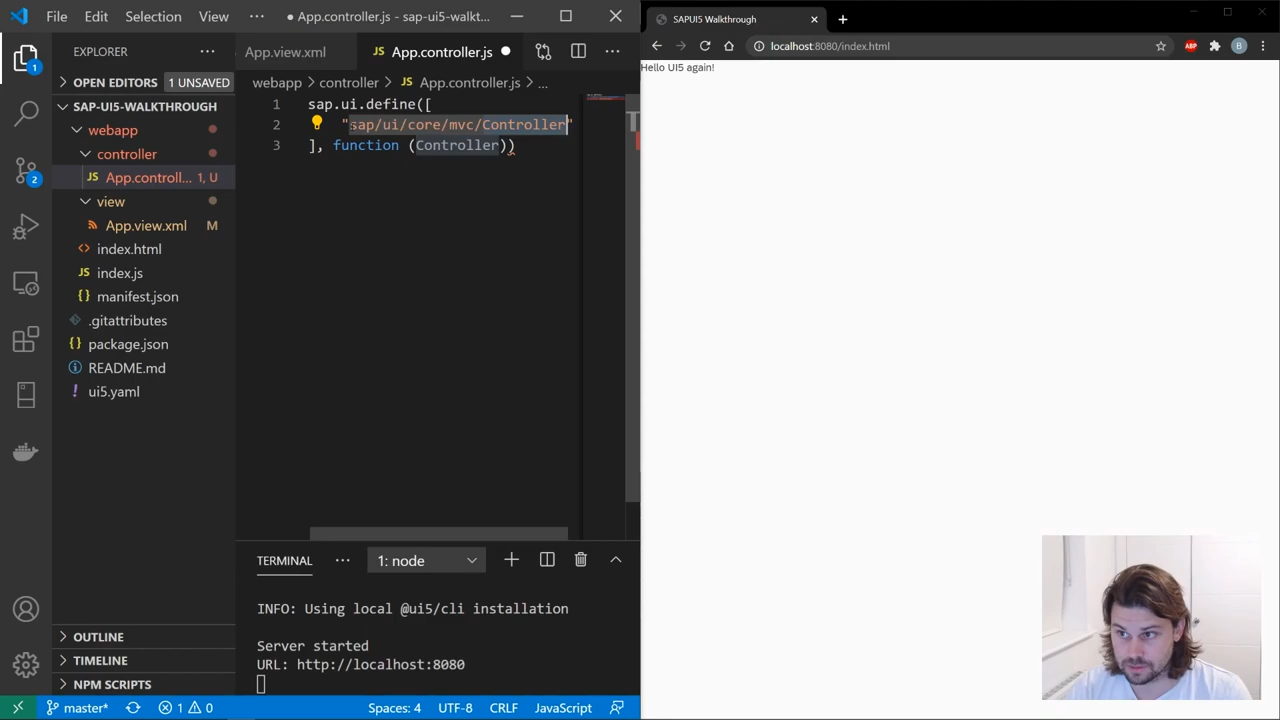 File Edit Selection View ··· ● App.controller.js - sap-ui5-walkt...
EXPLORER ···
OPEN EDITORS 1 UNSAVED
SAP-UI5-WALKTHROUGH
webapp
controller
JS App.controll... 1, U
view
App.view.xml M
<> index.html
JS index.js
{} manifest.json
.gitattributes
package.json
README.md
! ui5.yaml
OUTLINE
TIMELINE
NPM SCRIPTS
1
2
App.view.xml JS App.controller.js ● ···
webapp > controller > JS App.controller.js > ...
1 sap.ui.define([
2 "sap/ui/core/mvc/Controller"
3 ], function (Controller))
TERMINAL ··· 1: node
INFO: Using local @ui5/cli installation
Server started
URL: http://localhost:8080
master* 1 0 Spaces: 4 UTF-8 CRLF JavaScript
SAPUI5 Walkthrough
localhost:8080/index.html ABP B
Hello UI5 again!